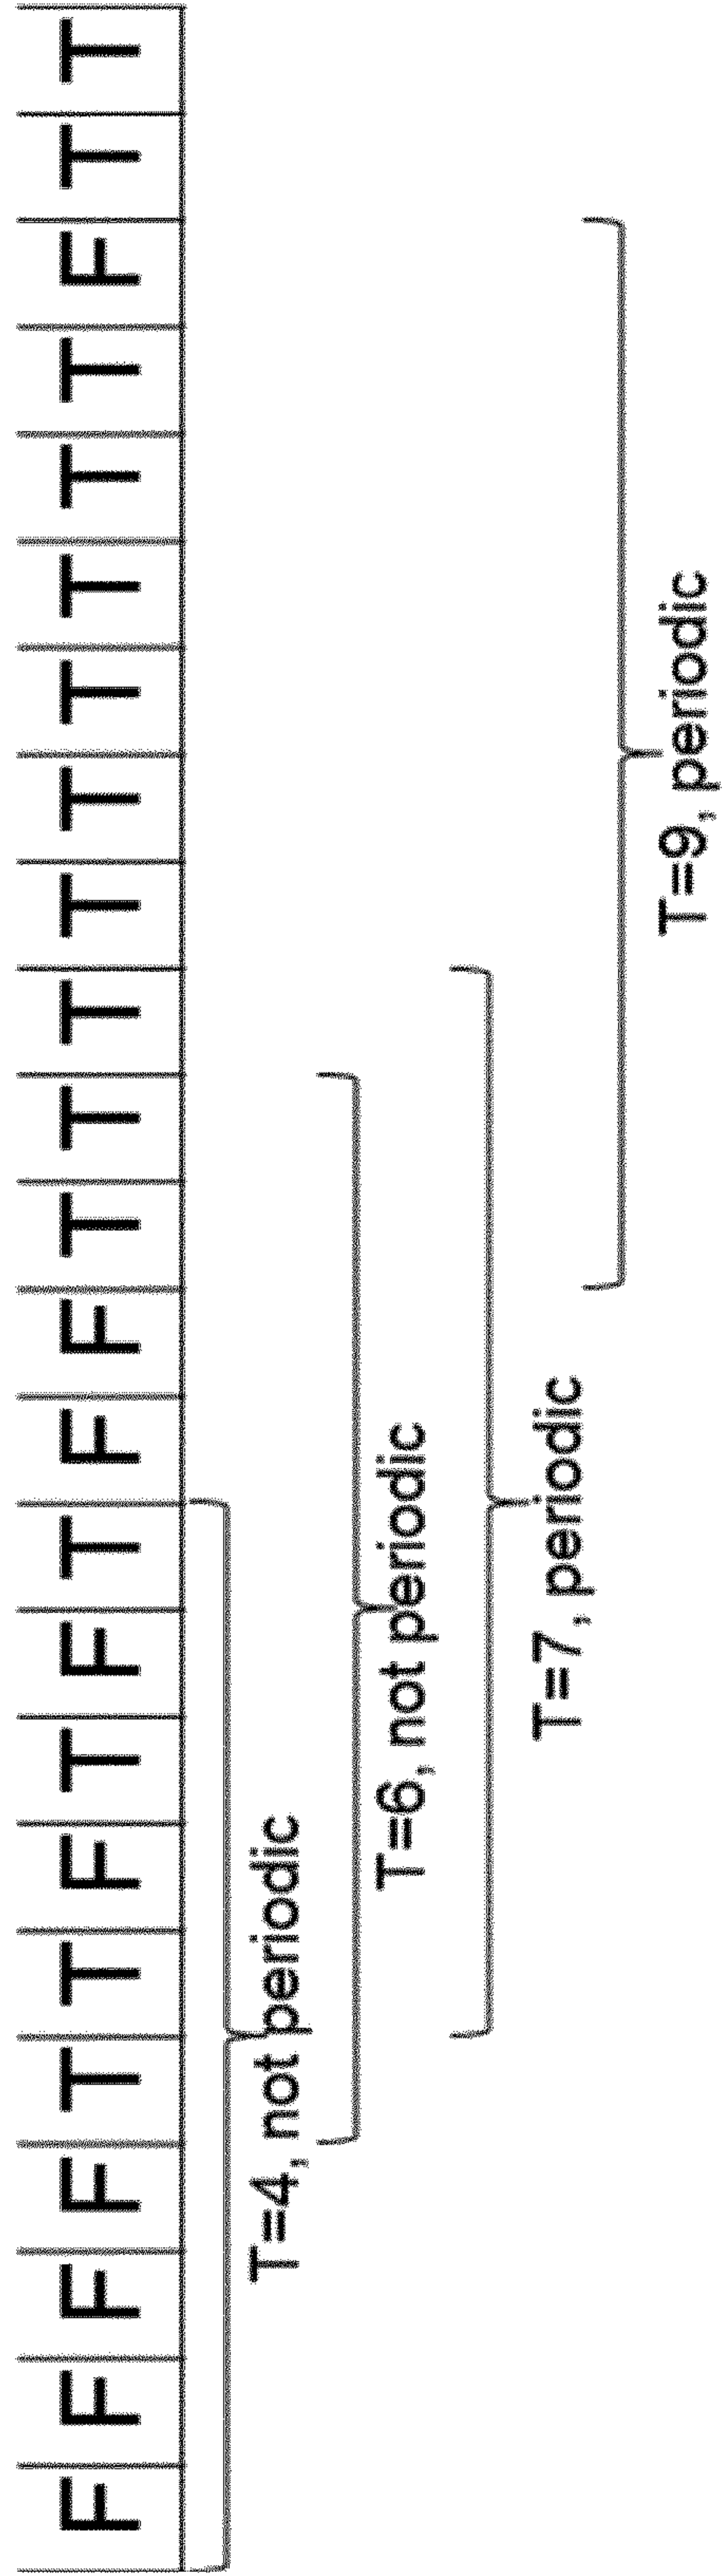 F F F F T T F T F T F F T T T T T T T T T F T T
T=4, not periodic
T=6, not periodic
T=7, periodic
T=9, periodic